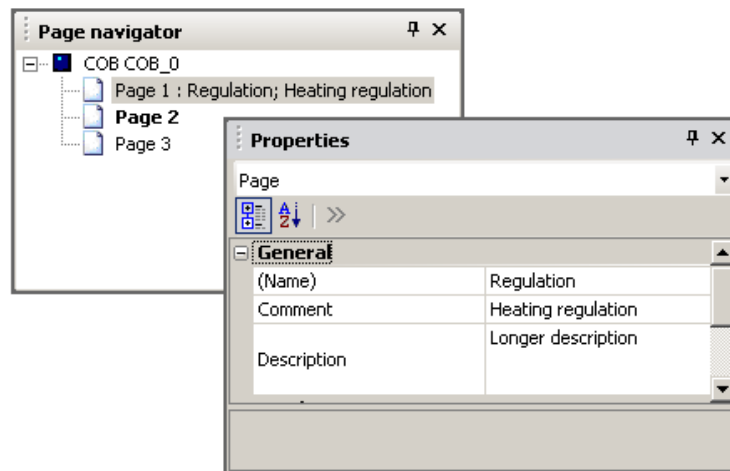 Page navigator
COB COB_0
Page 1 : Regulation; Heating regulation
Page 2
Page 3
Properties
Page
General
(Name) Regulation
Comment Heating regulation
Description Longer description